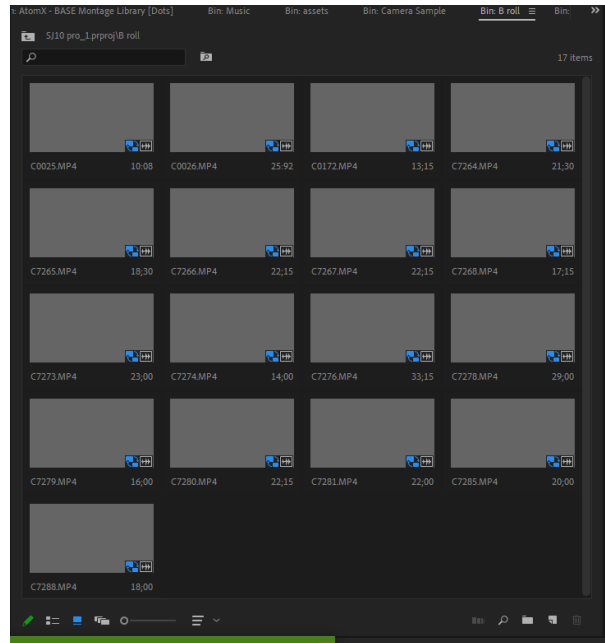 : AtomX - BASE Montage Library [Dots] Bin: Music Bin: assets Bin: Camera Sample Bin: B roll Bin:
SJ10 pro_1.prproj\B roll
17 items
C0025.MP4 10:08 C0026.MP4 25:92 C0172.MP4 13;15 C7264.MP4 21;30
C7265.MP4 18;30 C7266.MP4 22;15 C7267.MP4 22;15 C7268.MP4 17;15
C7273.MP4 23;00 C7274.MP4 14;00 C7276.MP4 33;15 C7278.MP4 29;00
C7279.MP4 16;00 C7280.MP4 22;15 C7281.MP4 22;00 C7285.MP4 20;00
C7288.MP4 18;00